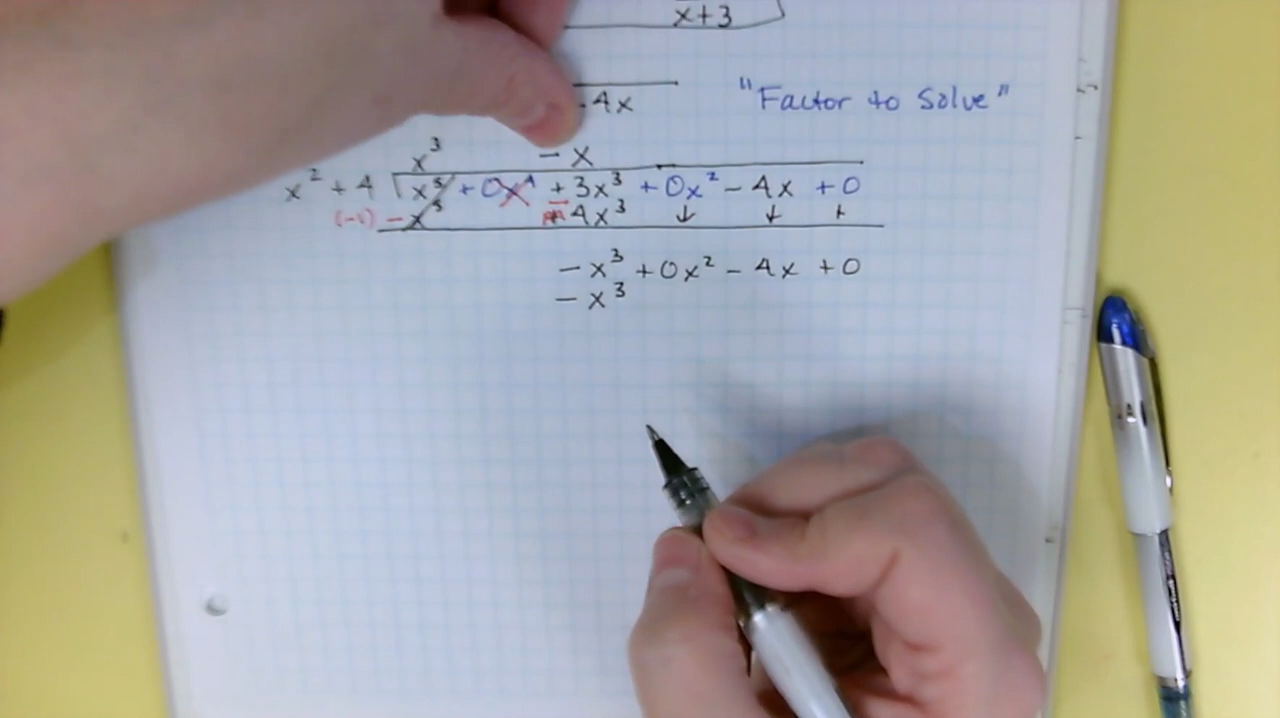 x+3
-4x "Factor to Solve"
x³ - x
x² + 4 x⁵ + 0x⁴ + 3x³ + 0x² - 4x + 0
(-1) - x⁵ 4x³ ↓ ↓ ↓
- x³ + 0x² - 4x + 0
- x³